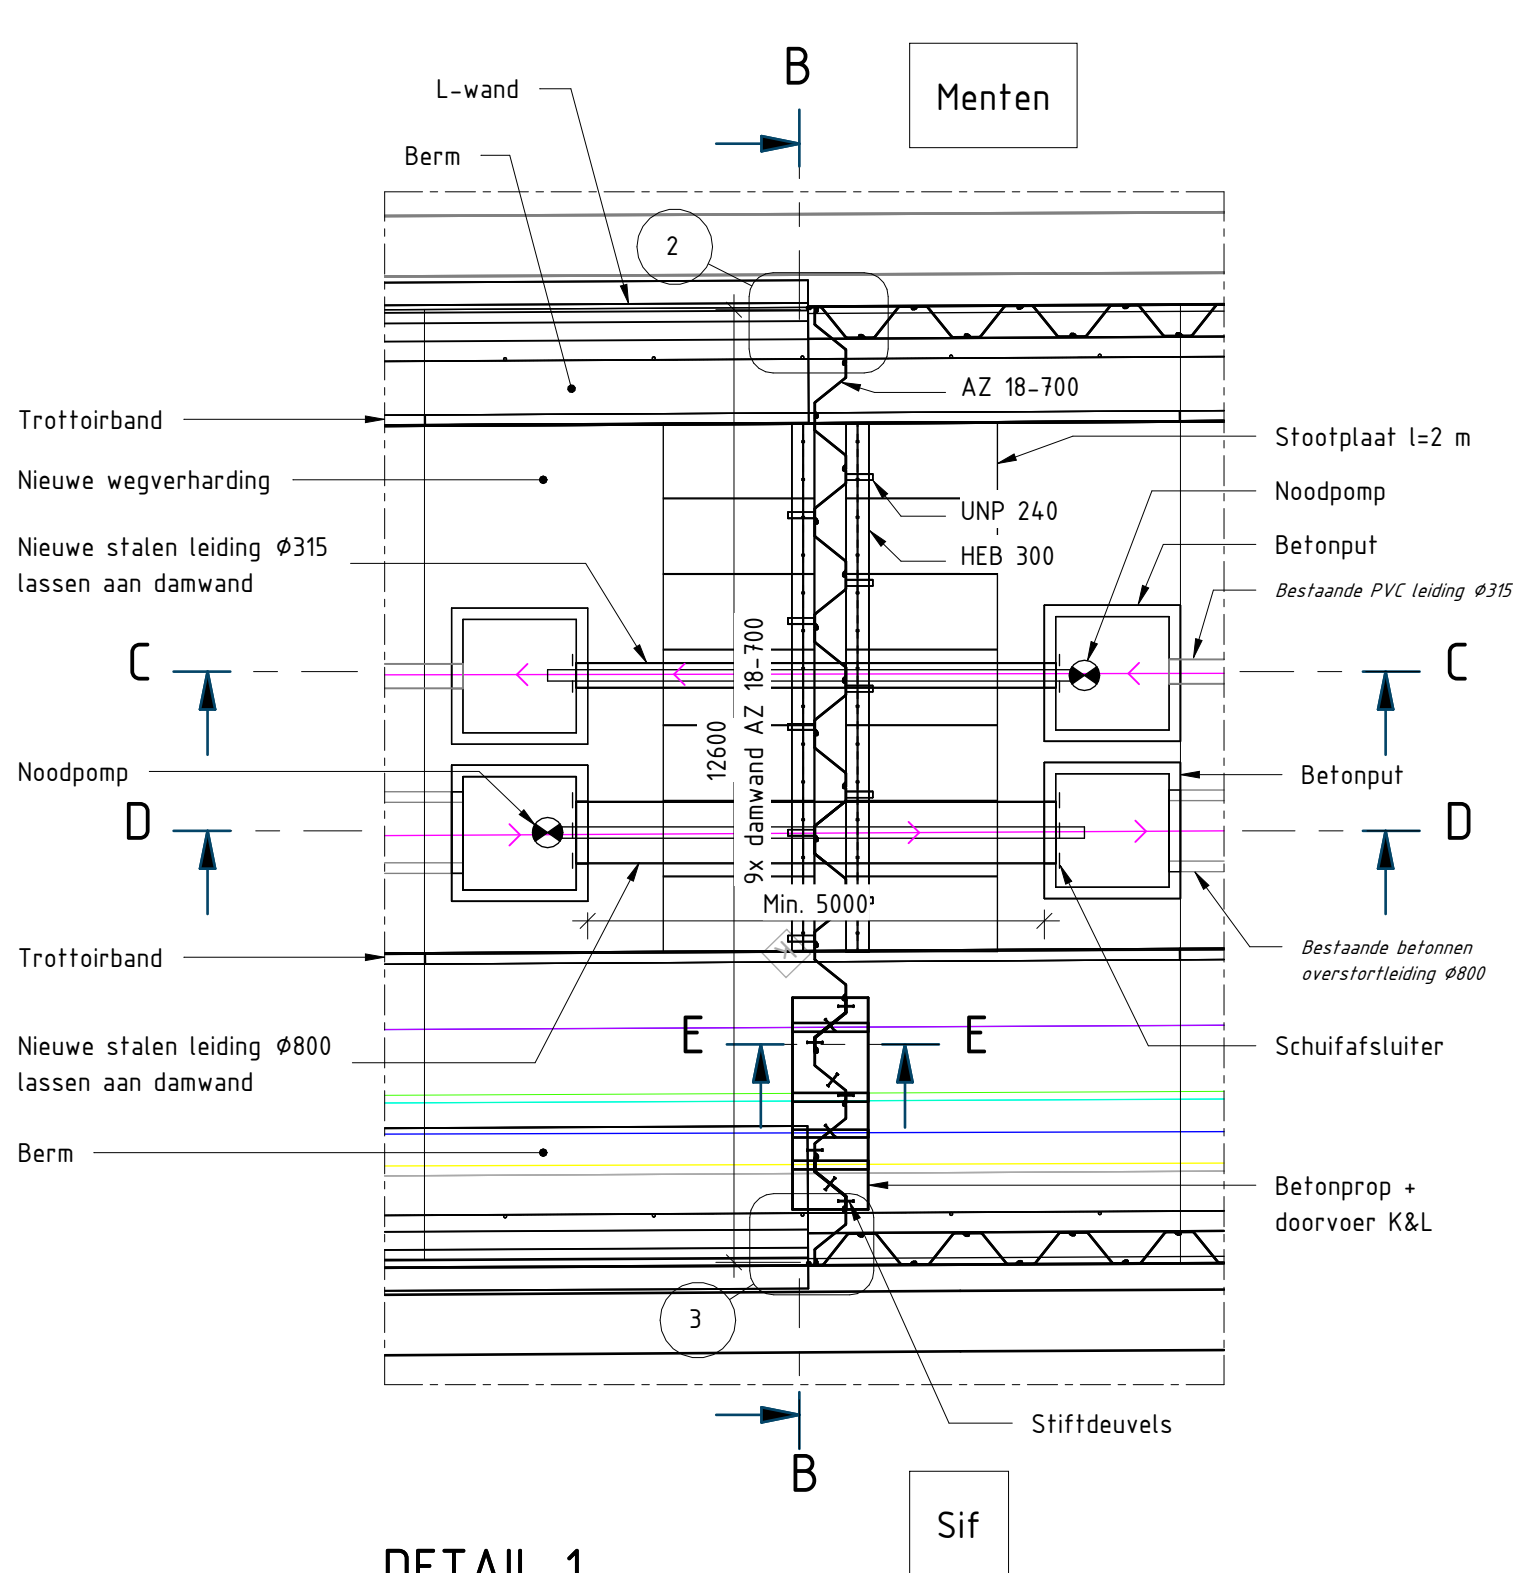 B
Menten
L-wand
Berm
2
AZ 18-700
Trottoirband
Stootplaat l=2 m
Nieuwe wegverharding
Noodpomp
UNP 240
Nieuwe stalen leiding Ø315
lassen aan damwand
HEB 300
Betonput
Bestaande PVC leiding Ø315
C
C
12600
9x damwand AZ 18-700
Noodpomp
Betonput
D
D
Min. 5000
K
Trottoirband
Bestaande betonnen
overstortleiding Ø800
E
E
Nieuwe stalen leiding Ø800
lassen aan damwand
Schuifafsluiter
Berm
Betonprop +
doorvoer K&L
3
Stiftdeuvels
B
Sif
DETAIL 1